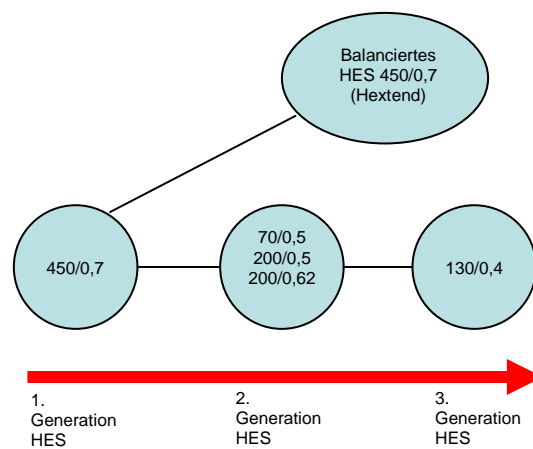 Balanciertes
HES 450/0,7
(Hextend)
450/0,7
70/0,5
200/0,5
200/0,62
130/0,4
1.
Generation
HES
2.
Generation
HES
3.
Generation
HES